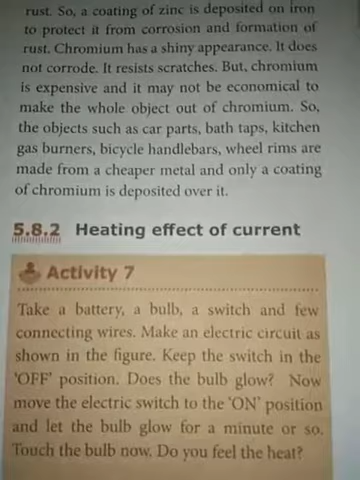 rust. So, a coating of zinc is deposited on iron
to protect it from corrosion and formation of
rust. Chromium has a shiny appearance. It does
not corrode. It resists scratches. But, chromium
is expensive and it may not be economical to
make the whole object out of chromium. So,
the objects such as car parts, bath taps, kitchen
gas burners, bicycle handlebars, wheel rims are
made from a cheaper metal and only a coating
of chromium is deposited over it.
5.8.2 Heating effect of current
Activity 7
Take a battery, a bulb, a switch and few
connecting wires. Make an electric circuit as
shown in the figure. Keep the switch in the
'OFF' position. Does the bulb glow? Now
move the electric switch to the 'ON' position
and let the bulb glow for a minute or so.
Touch the bulb now. Do you feel the heat?